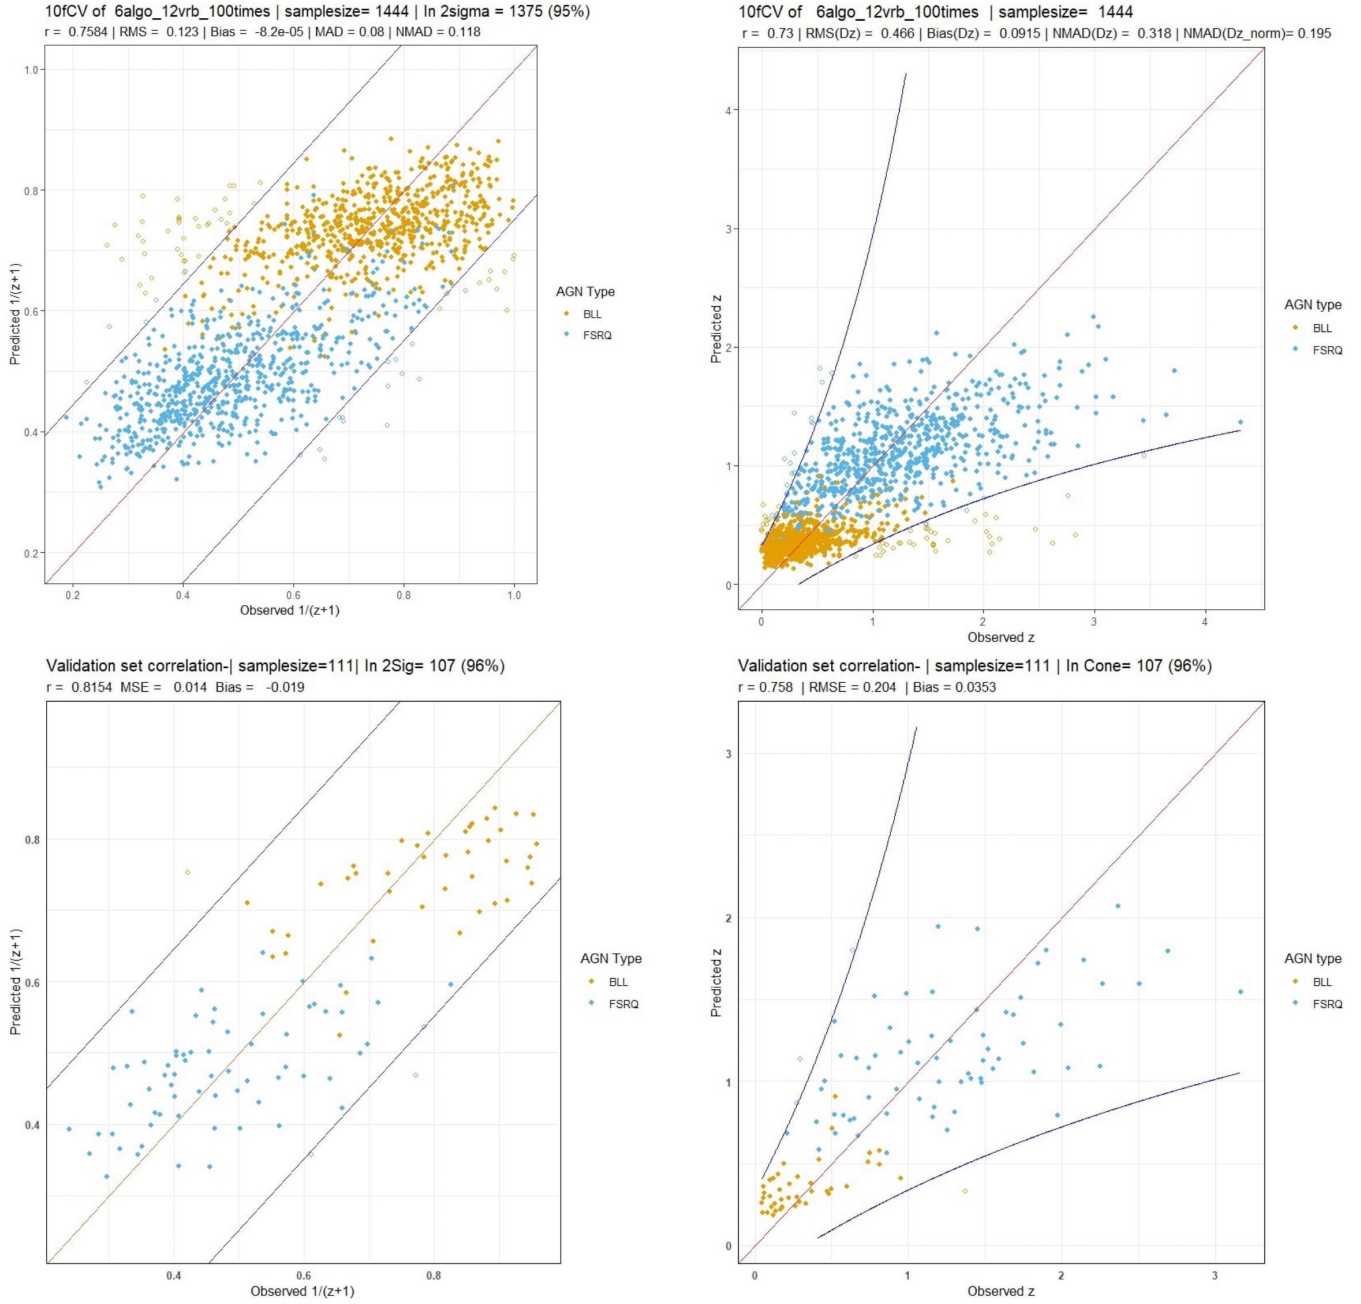 10fCV of 6algo_12vrb_100times | samplesize= 1444 | In 2sigma = 1375 (95%)
r = 0.7584 | RMS = 0.123 | Bias = -8.2e-05 | MAD = 0.08 | NMAD = 0.118
1.0
0.8
0.6
0.4
0.2
Predicted 1/(z+1)
0.2 0.4 0.6 0.8 1.0
Observed 1/(z+1)
AGN Type
BLL
FSRQ
10fCV of 6algo_12vrb_100times | samplesize= 1444
r = 0.73 | RMS(Dz) = 0.466 | Bias(Dz) = 0.0915 | NMAD(Dz) = 0.318 | NMAD(Dz_norm)= 0.195
4
3
2
1
0
Predicted z
0 1 2 3 4
Observed z
AGN type
BLL
FSRQ
Validation set correlation-| samplesize=111| In 2Sig= 107 (96%)
r = 0.8154 MSE = 0.014 Bias = -0.019
0.8
0.6
0.4
Predicted 1/(z+1)
0.4 0.6 0.8
Observed 1/(z+1)
AGN Type
BLL
FSRQ
Validation set correlation- | samplesize=111 | In Cone= 107 (96%)
r = 0.758 | RMSE = 0.204 | Bias = 0.0353
3
2
1
0
Predicted z
0 1 2 3
Observed z
AGN type
BLL
FSRQ